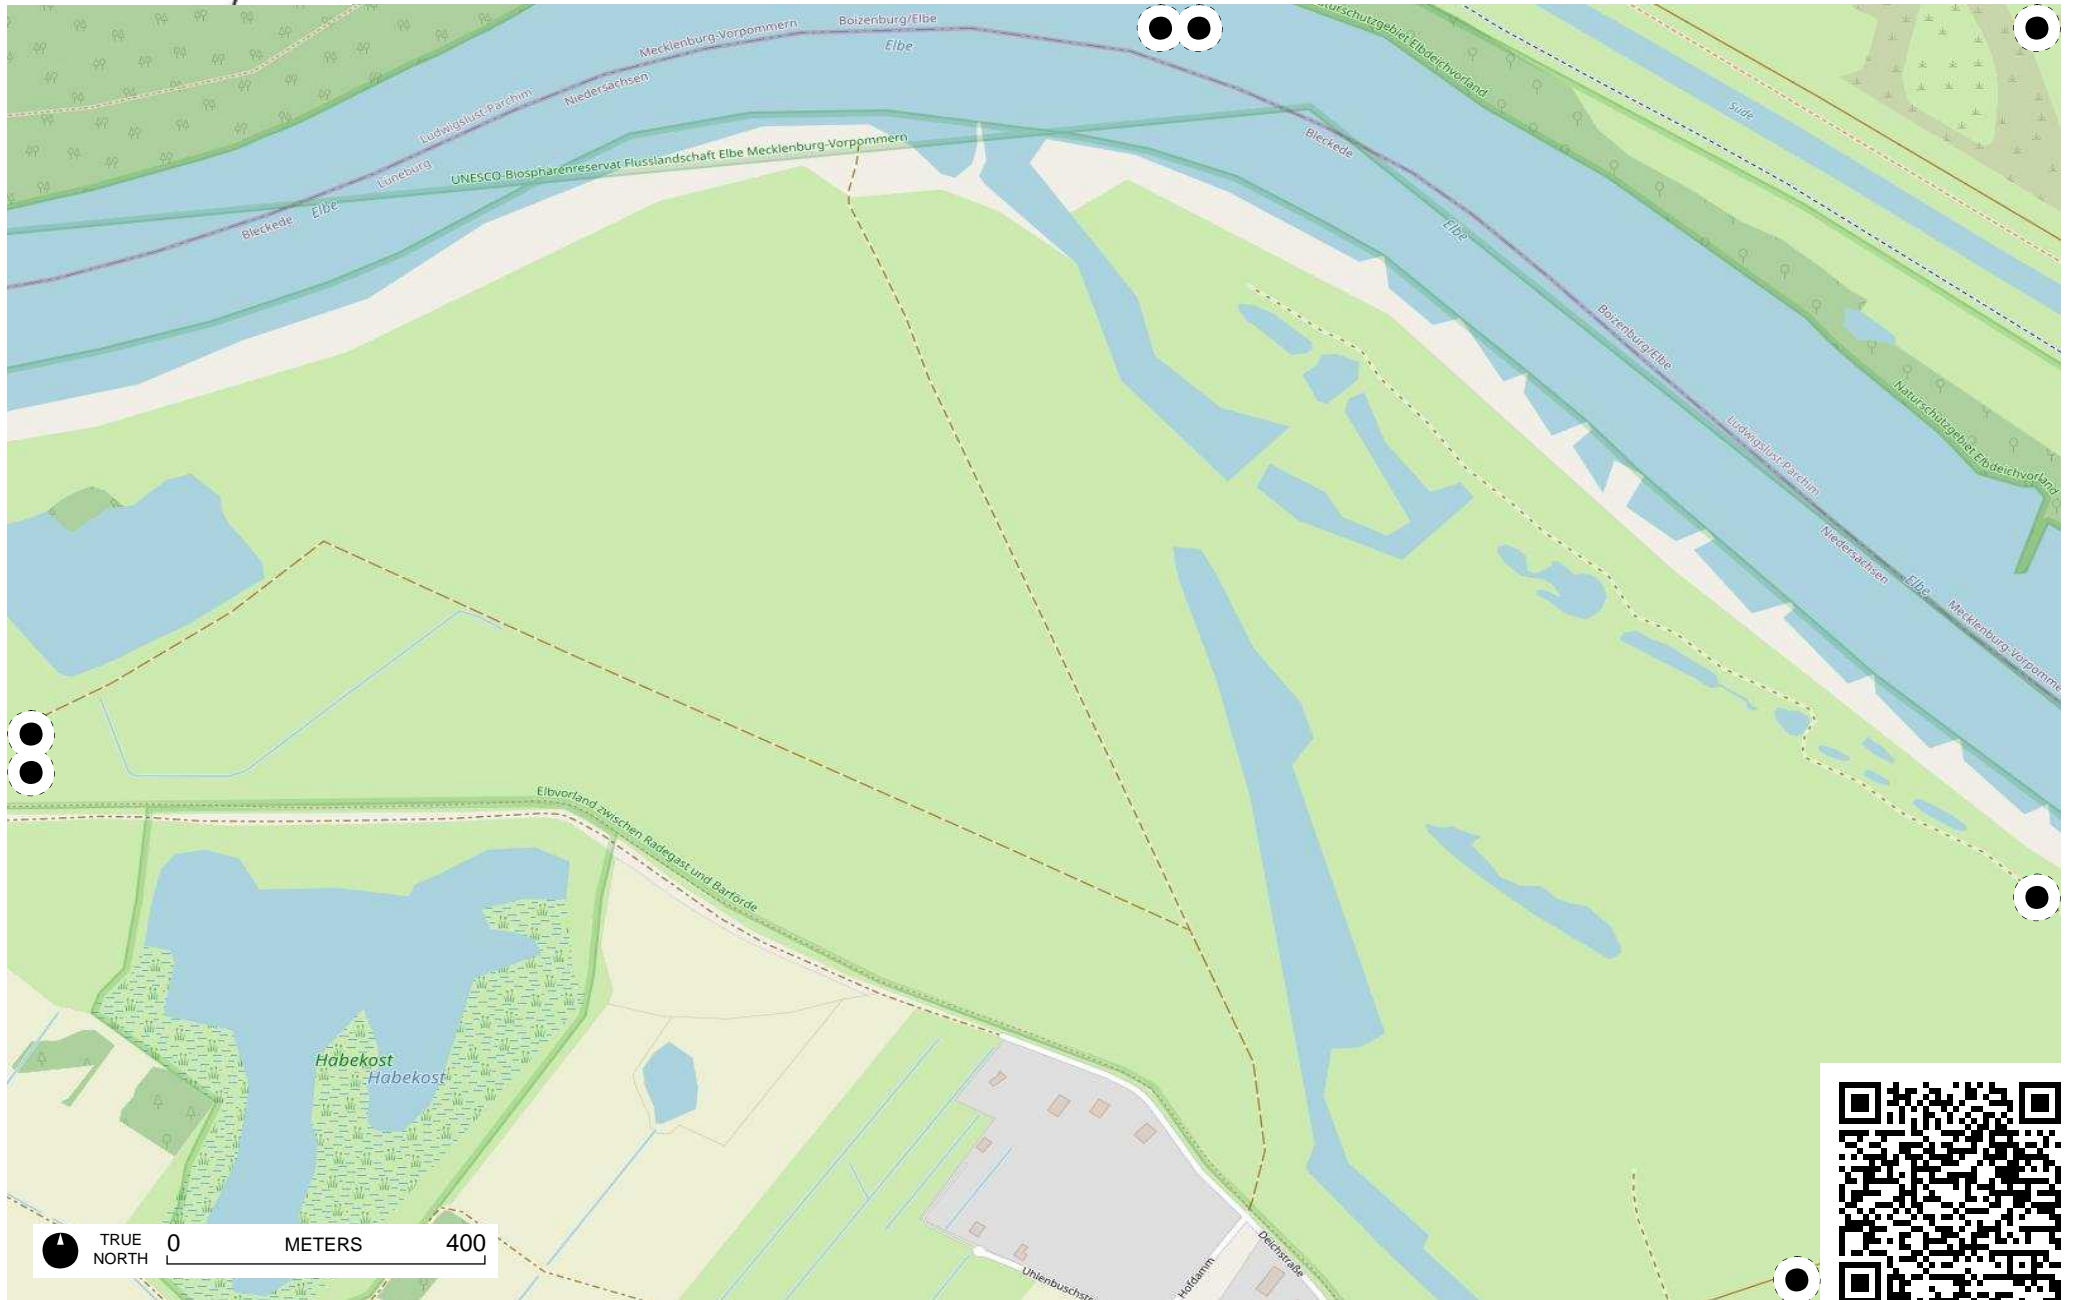 Boizenburg/Elbe
Mecklenburg-Vorpommern
Elbe
Niedersachsen
Ludwigslust-Parchim
Lüneburg
Elbe
Bleckede
UNESCO-Biosphärenreservat Flusslandschaft Elbe Mecklenburg-Vorpommern
Naturschutzgebiet Elbdeichvorland
Sude
Bleckede
Elbe
Boizenburg/Elbe
Naturschutzgebiet Elbdeichvorland
Ludwigslust-Parchim
Niedersachsen
Elbe
Mecklenburg-Vorpomme
Elbvorland zwischen Radegast und Barförde
Habekost
Habekost
Deichstraße
Hofdamm
Uhlenbuschstr
TRUE NORTH
0 METERS 400